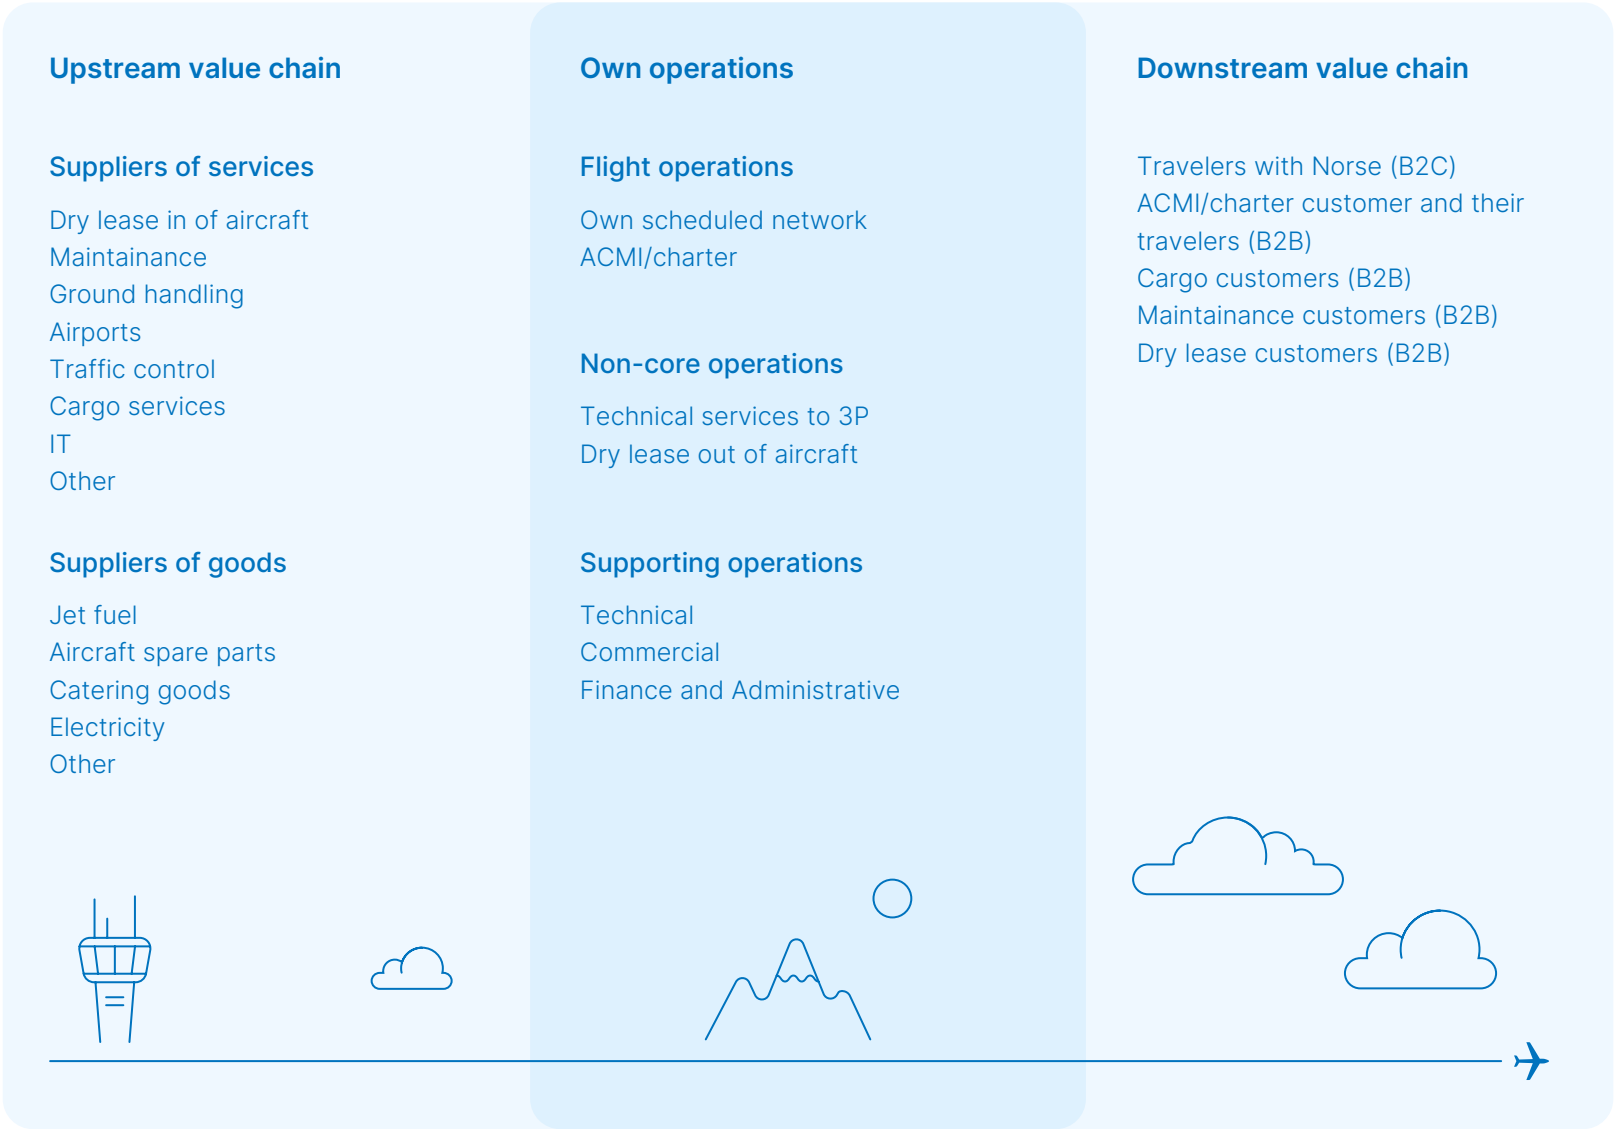 Upstream value chain
Suppliers of services
Dry lease in of aircraft
Maintainance
Ground handling
Airports
Traffic control
Cargo services
IT
Other
Suppliers of goods
Jet fuel
Aircraft spare parts
Catering goods
Electricity
Other
Own operations
Flight operations
Own scheduled network
ACMI/charter
Non-core operations
Technical services to 3P
Dry lease out of aircraft
Supporting operations
Technical
Commercial
Finance and Administrative
Downstream value chain
Travelers with Norse (B2C)
ACMI/charter customer and their
travelers (B2B)
Cargo customers (B2B)
Maintainance customers (B2B)
Dry lease customers (B2B)